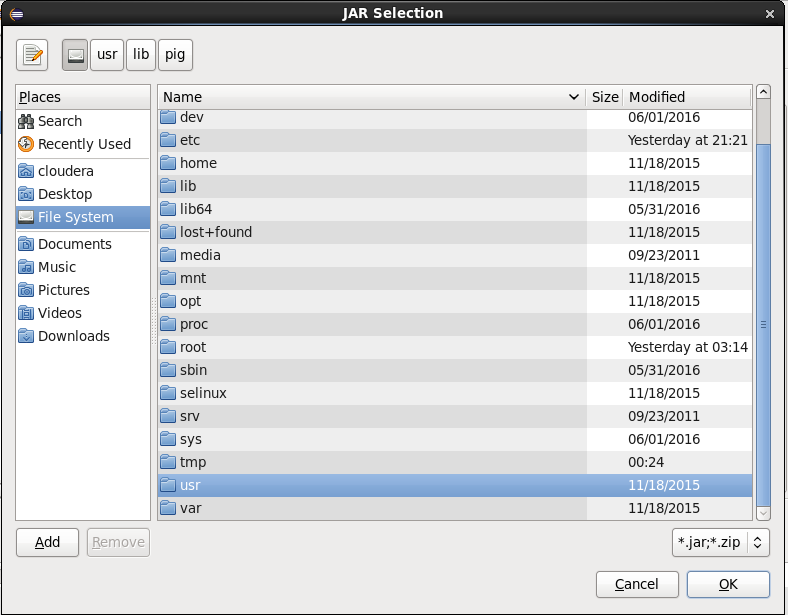 JAR Selection
usr lib pig
Places
Search
Recently Used
cloudera
Desktop
File System
Documents
Music
Pictures
Videos
Downloads
Name Size Modified
dev 06/01/2016
etc Yesterday at 21:21
home 11/18/2015
lib 11/18/2015
lib64 05/31/2016
lost+found 11/18/2015
media 09/23/2011
mnt 11/18/2015
opt 11/18/2015
proc 06/01/2016
root Yesterday at 03:14
sbin 05/31/2016
selinux 11/18/2015
srv 09/23/2011
sys 06/01/2016
tmp 00:24
usr 11/18/2015
var 11/18/2015
Add Remove *.jar;*.zip
Cancel OK